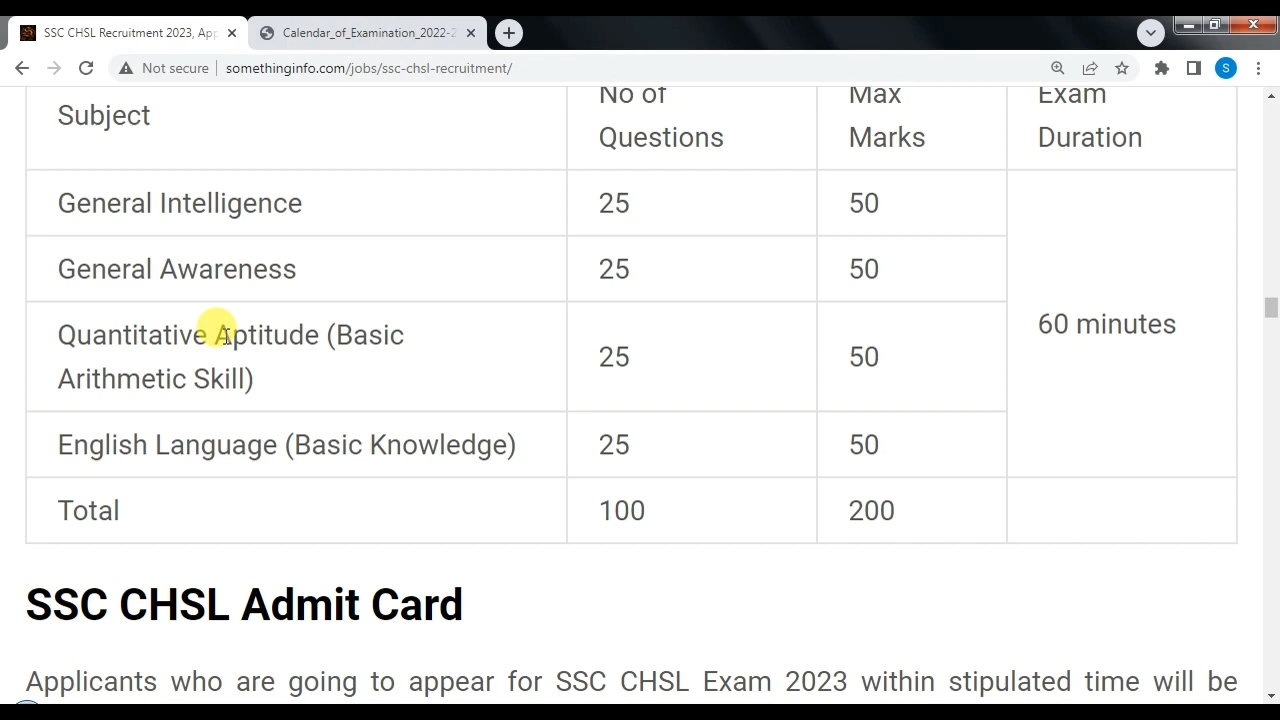 SSC CHSL Recruitment 2023, App
Calendar_of_Examination_2022-2
Not secure
somethinginfo.com/jobs/ssc-chsl-recruitment/
S
Subject
No of
Questions
Max
Marks
Exam
Duration
General Intelligence
25
50
General Awareness
25
50
60 minutes
Quantitative Aptitude (Basic
Arithmetic Skill)
25
50
English Language (Basic Knowledge)
25
50
Total
100
200
SSC CHSL Admit Card
Applicants who are going to appear for SSC CHSL Exam 2023 within stipulated time will be